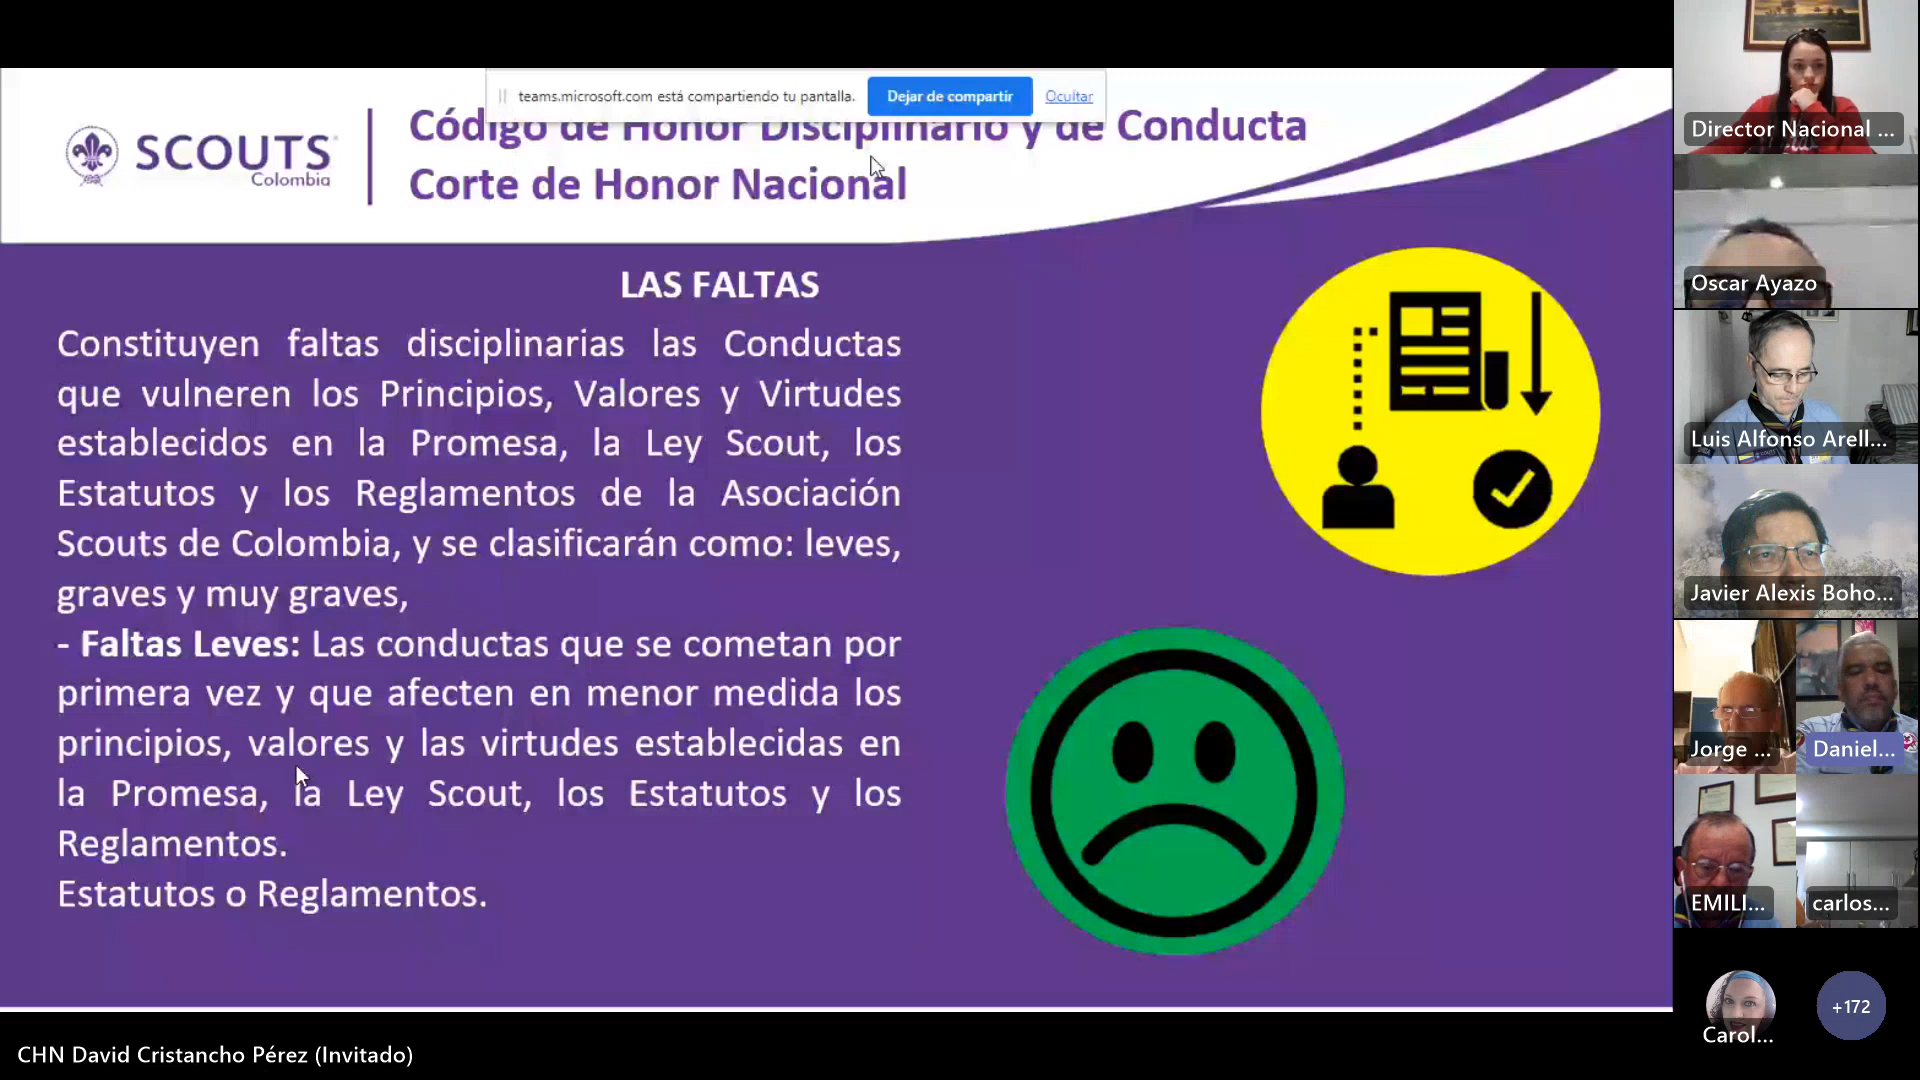 teams.microsoft.com está compartiendo tu pantalla.
Dejar de compartir
Ocultar
SCOUTS
Colombia
Código de Honor Disciplinario y de Conducta
Corte de Honor Nacional
LAS FALTAS
Constituyen faltas disciplinarias las Conductas
que vulneren los Principios, Valores y Virtudes
establecidos en la Promesa, la Ley Scout, los
Estatutos y los Reglamentos de la Asociación
Scouts de Colombia, y se clasificarán como: leves,
graves y muy graves,
- Faltas Leves: Las conductas que se cometan por
primera vez y que afecten en menor medida los
principios, valores y las virtudes establecidas en
la Promesa, la Ley Scout, los Estatutos y los
Reglamentos.
Estatutos o Reglamentos.
Director Nacional ...
Oscar Ayazo
Luis Alfonso Arell...
Javier Alexis Boho...
Jorge ...
Daniel...
EMILI...
carlos...
Carol...
+172
CHN David Cristancho Pérez (Invitado)